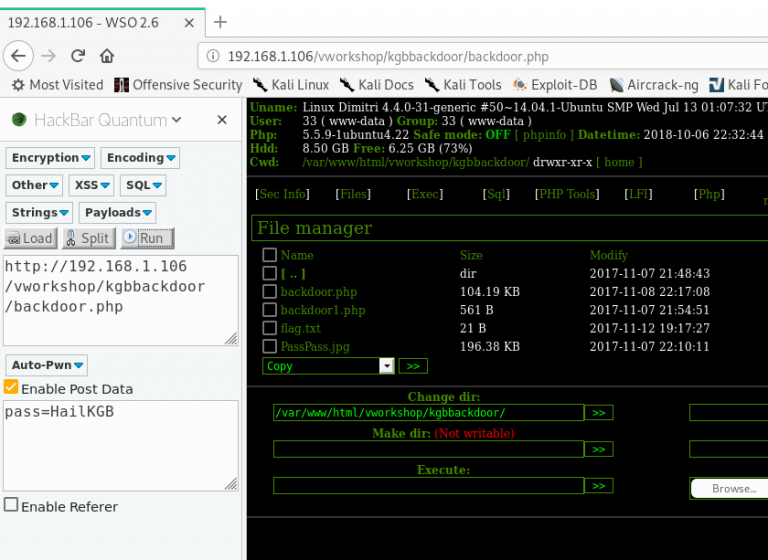 192.168.1.106 - WSO 2.6
192.168.1.106/vworkshop/kgbbackdoor/backdoor.php
Most Visited Offensive Security Kali Linux Kali Docs Kali Tools Exploit-DB Aircrack-ng Kali Fo
HackBar Quantum
Encryption Encoding
Other XSS SQL
Strings Payloads
Load Split Run
http://192.168.1.106
/vworkshop/kgbbackdoor
/backdoor.php
Auto-Pwn
Enable Post Data
pass=HailKGB
Enable Referer
Uname: Linux Dimitri 4.4.0-31-generic #50~14.04.1-Ubuntu SMP Wed Jul 13 01:07:32 UT
User: 33 ( www-data ) Group: 33 ( www-data )
Php: 5.5.9-1ubuntu4.22 Safe mode: OFF [ phpinfo ] Datetime: 2018-10-06 22:32:44
Hdd: 8.50 GB Free: 6.25 GB (73%)
Cwd: /var/www/html/vworkshop/kgbbackdoor/ drwxr-xr-x [ home ]
[Sec Info] [Files] [Exec] [Sql] [PHP Tools] [LFI] [Php]
File manager
Name Size Modify
[ .. ] dir 2017-11-07 21:48:43
backdoor.php 104.19 KB 2017-11-08 22:17:08
backdoor1.php 561 B 2017-11-07 21:54:51
flag.txt 21 B 2017-11-12 19:17:27
PassPass.jpg 196.38 KB 2017-11-07 22:10:11
Copy >>
Change dir:
/var/www/html/vworkshop/kgbbackdoor/ >>
Make dir: (Not writable)
>>
Execute:
>>
Browse...